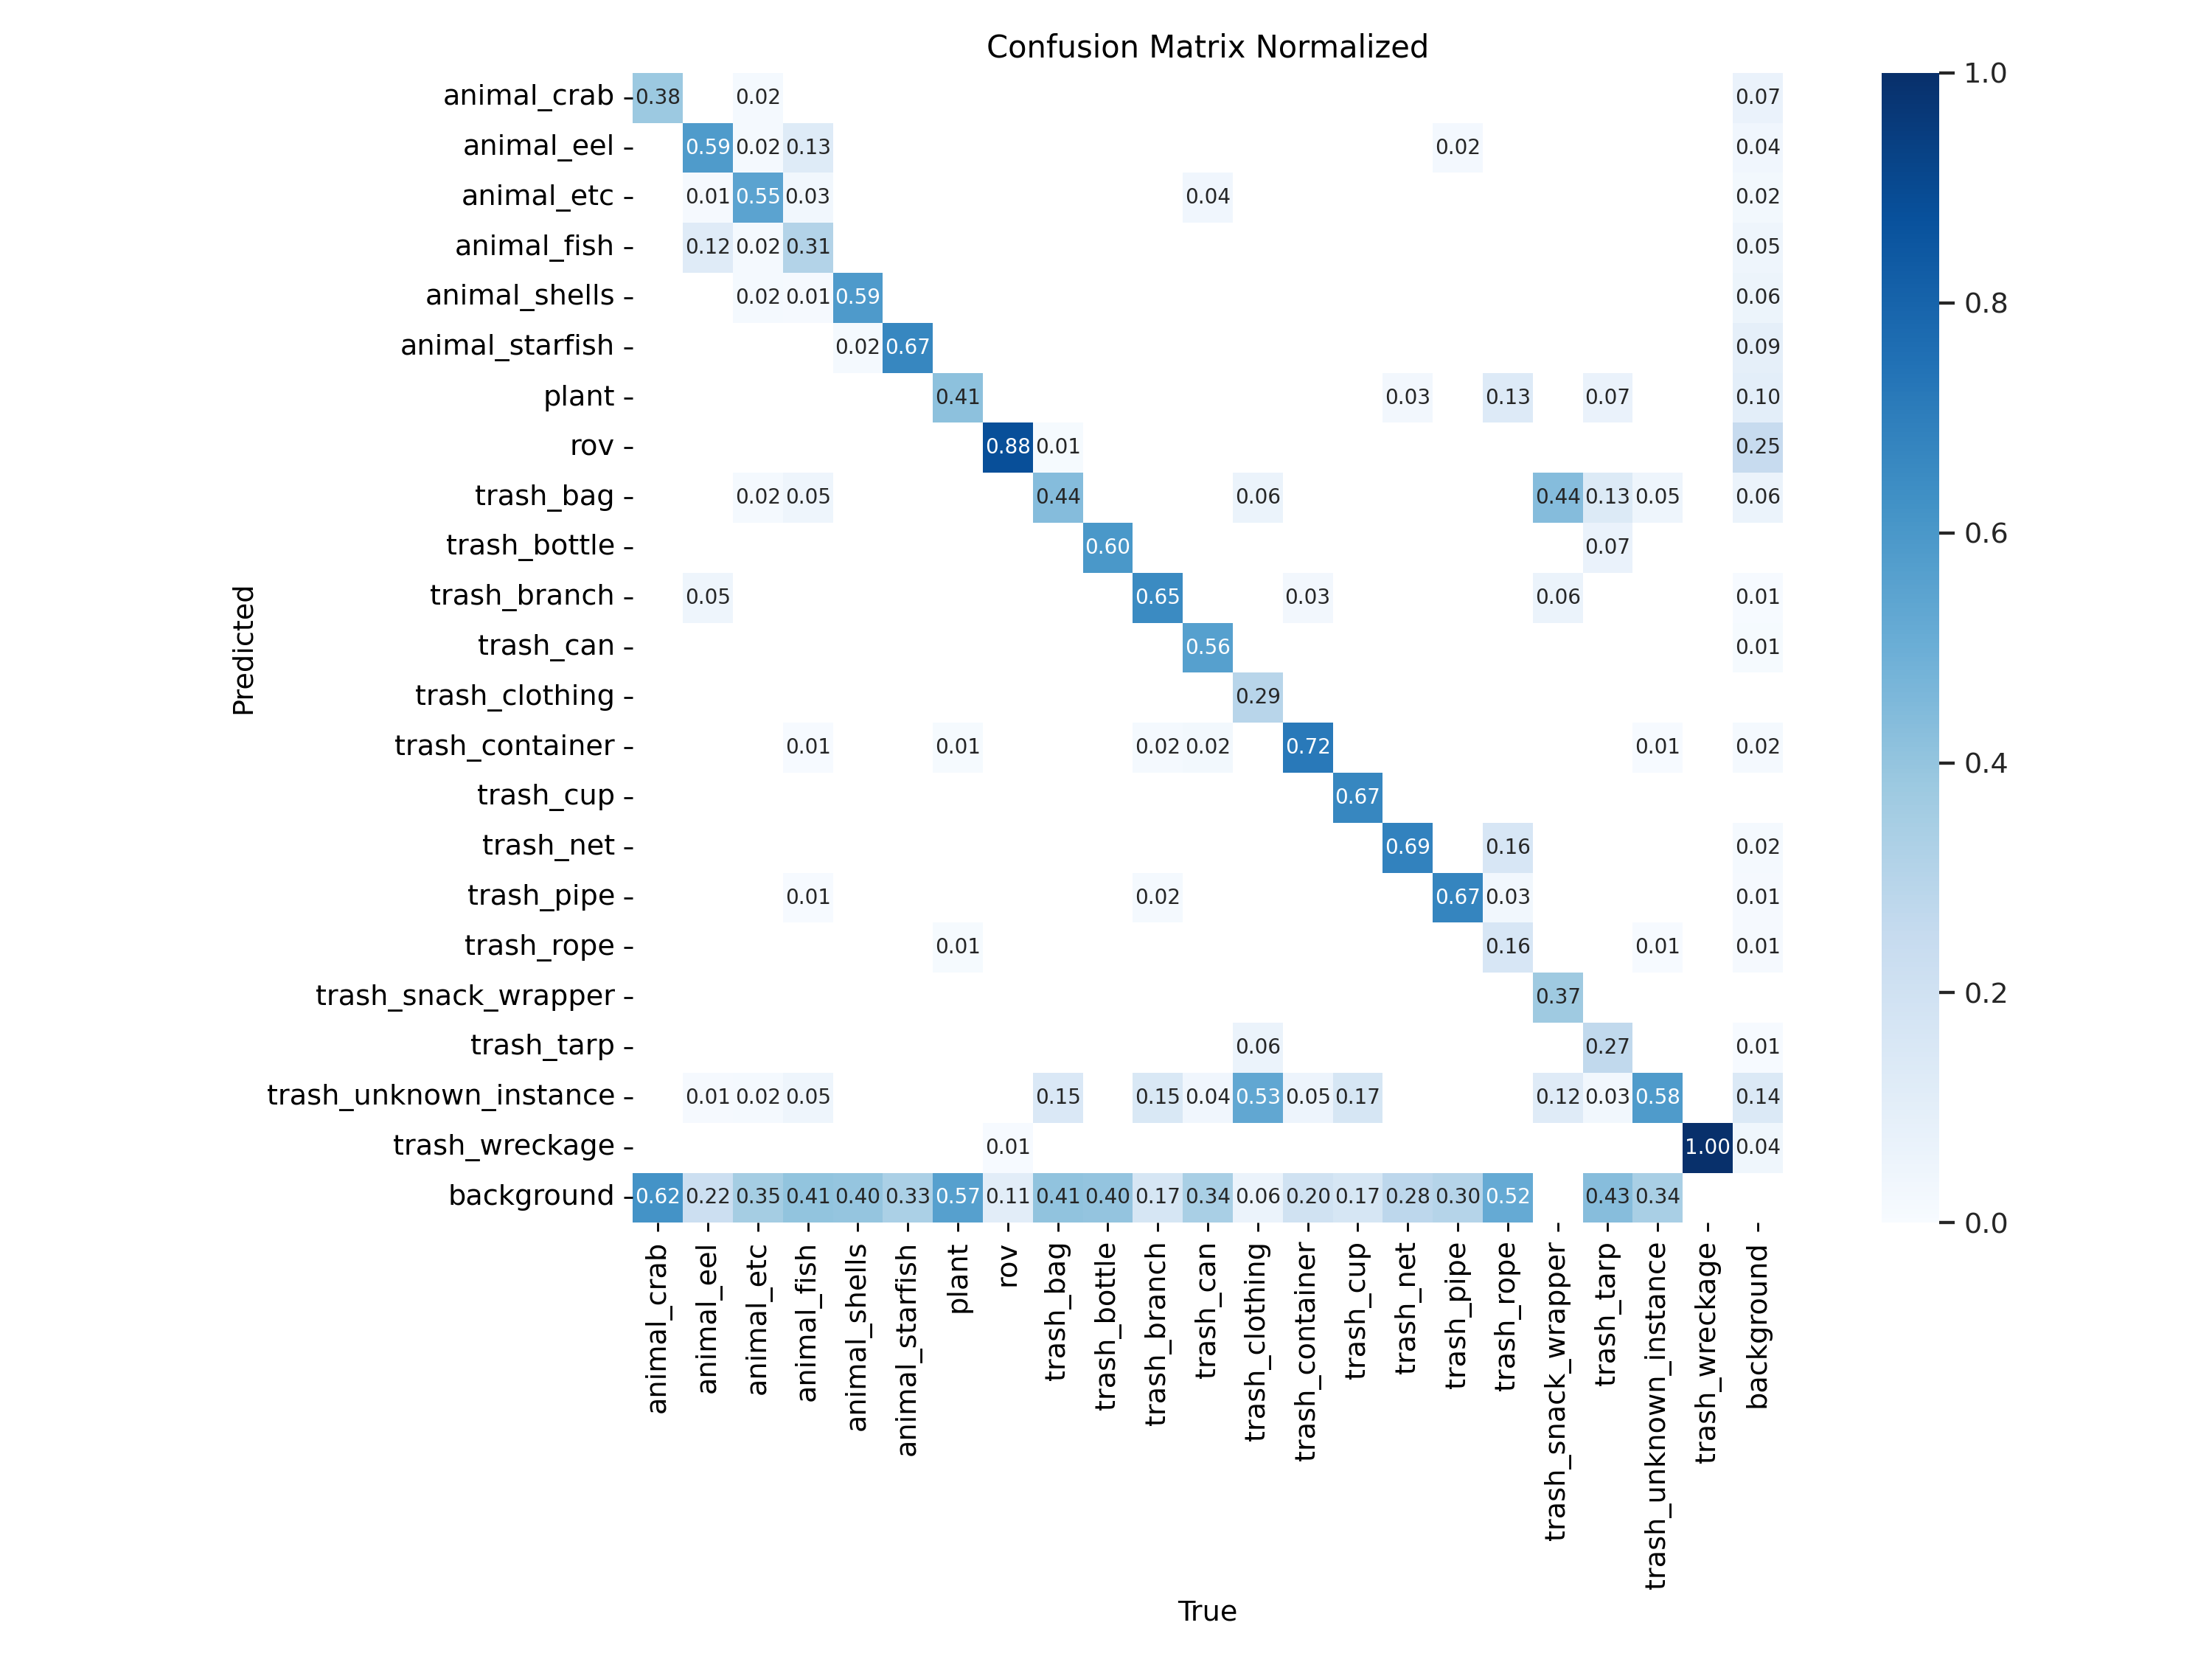 Confusion Matrix Normalized
animal_crab 0.38 0.02 0.07
animal_eel 0.59 0.02 0.13 0.02 0.04
animal_etc 0.01 0.55 0.03 0.04 0.02
animal_fish 0.12 0.02 0.31 0.05
animal_shells 0.02 0.01 0.59 0.06
animal_starfish 0.02 0.67 0.09
plant 0.41 0.03 0.13 0.07 0.10
rov 0.88 0.01 0.25
trash_bag 0.02 0.05 0.44 0.06 0.44 0.13 0.05 0.06
trash_bottle 0.60 0.07
trash_branch 0.05 0.65 0.03 0.06 0.01
trash_can 0.56 0.01
trash_clothing 0.29
trash_container 0.01 0.01 0.02 0.02 0.72 0.01 0.02
trash_cup 0.67
trash_net 0.69 0.16 0.02
trash_pipe 0.01 0.02 0.67 0.03 0.01
trash_rope 0.01 0.16 0.01 0.01
trash_snack_wrapper 0.37
trash_tarp 0.06 0.27 0.01
trash_unknown_instance 0.01 0.02 0.05 0.15 0.15 0.04 0.53 0.05 0.17 0.12 0.03 0.58 0.14
trash_wreckage 0.01 1.00 0.04
background 0.62 0.22 0.35 0.41 0.40 0.33 0.57 0.11 0.41 0.40 0.17 0.34 0.06 0.20 0.17 0.28 0.30 0.52 0.43 0.34
Predicted
animal_crab
animal_eel
animal_etc
animal_fish
animal_shells
animal_starfish
plant
rov
trash_bag
trash_bottle
trash_branch
trash_can
trash_clothing
trash_container
trash_cup
trash_net
trash_pipe
trash_rope
trash_snack_wrapper
trash_tarp
trash_unknown_instance
trash_wreckage
background
True
1.0
0.8
0.6
0.4
0.2
0.0